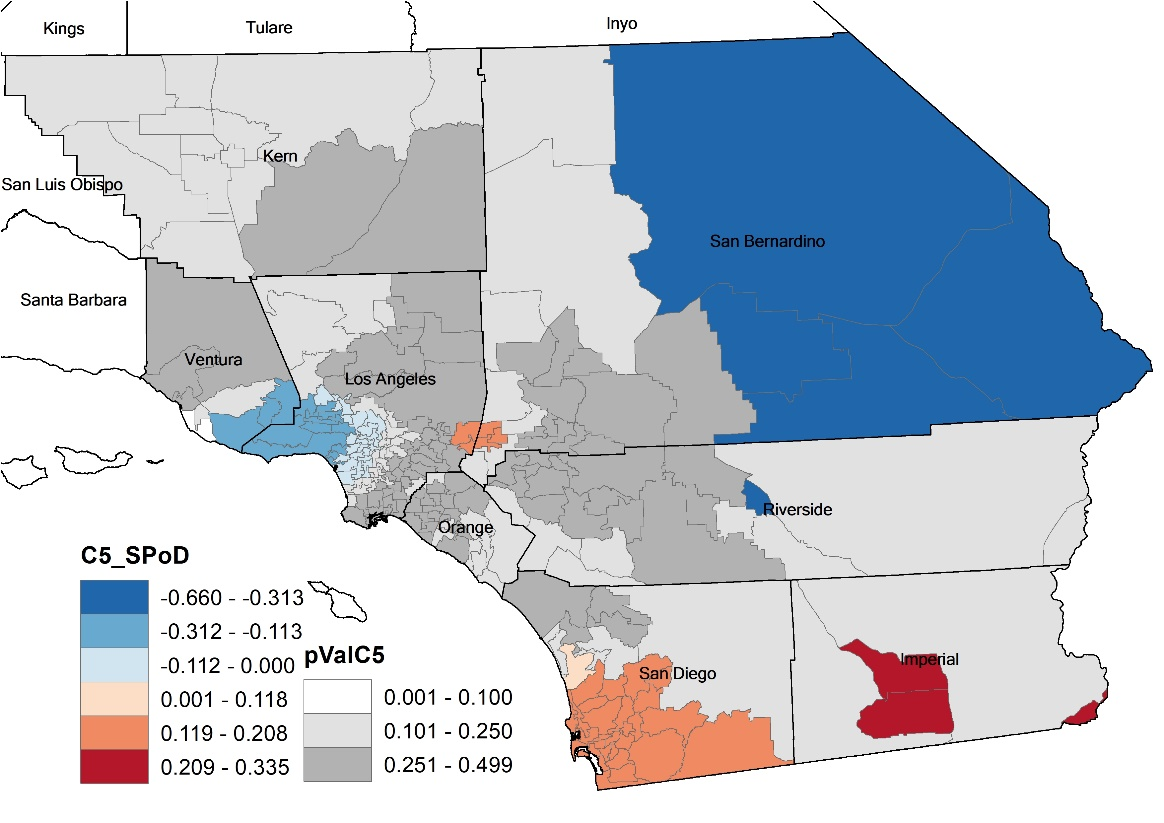 Kings
Tulare
Inyo
Kern
San Luis Obispo
San Bernardino
Santa Barbara
Ventura
Los Angeles
Riverside
Orange
San Diego
Imperial
C5_SPoD
-0.660 - -0.313
-0.312 - -0.113
-0.112 - 0.000
0.001 - 0.118
0.119 - 0.208
0.209 - 0.335
pValC5
0.001 - 0.100
0.101 - 0.250
0.251 - 0.499